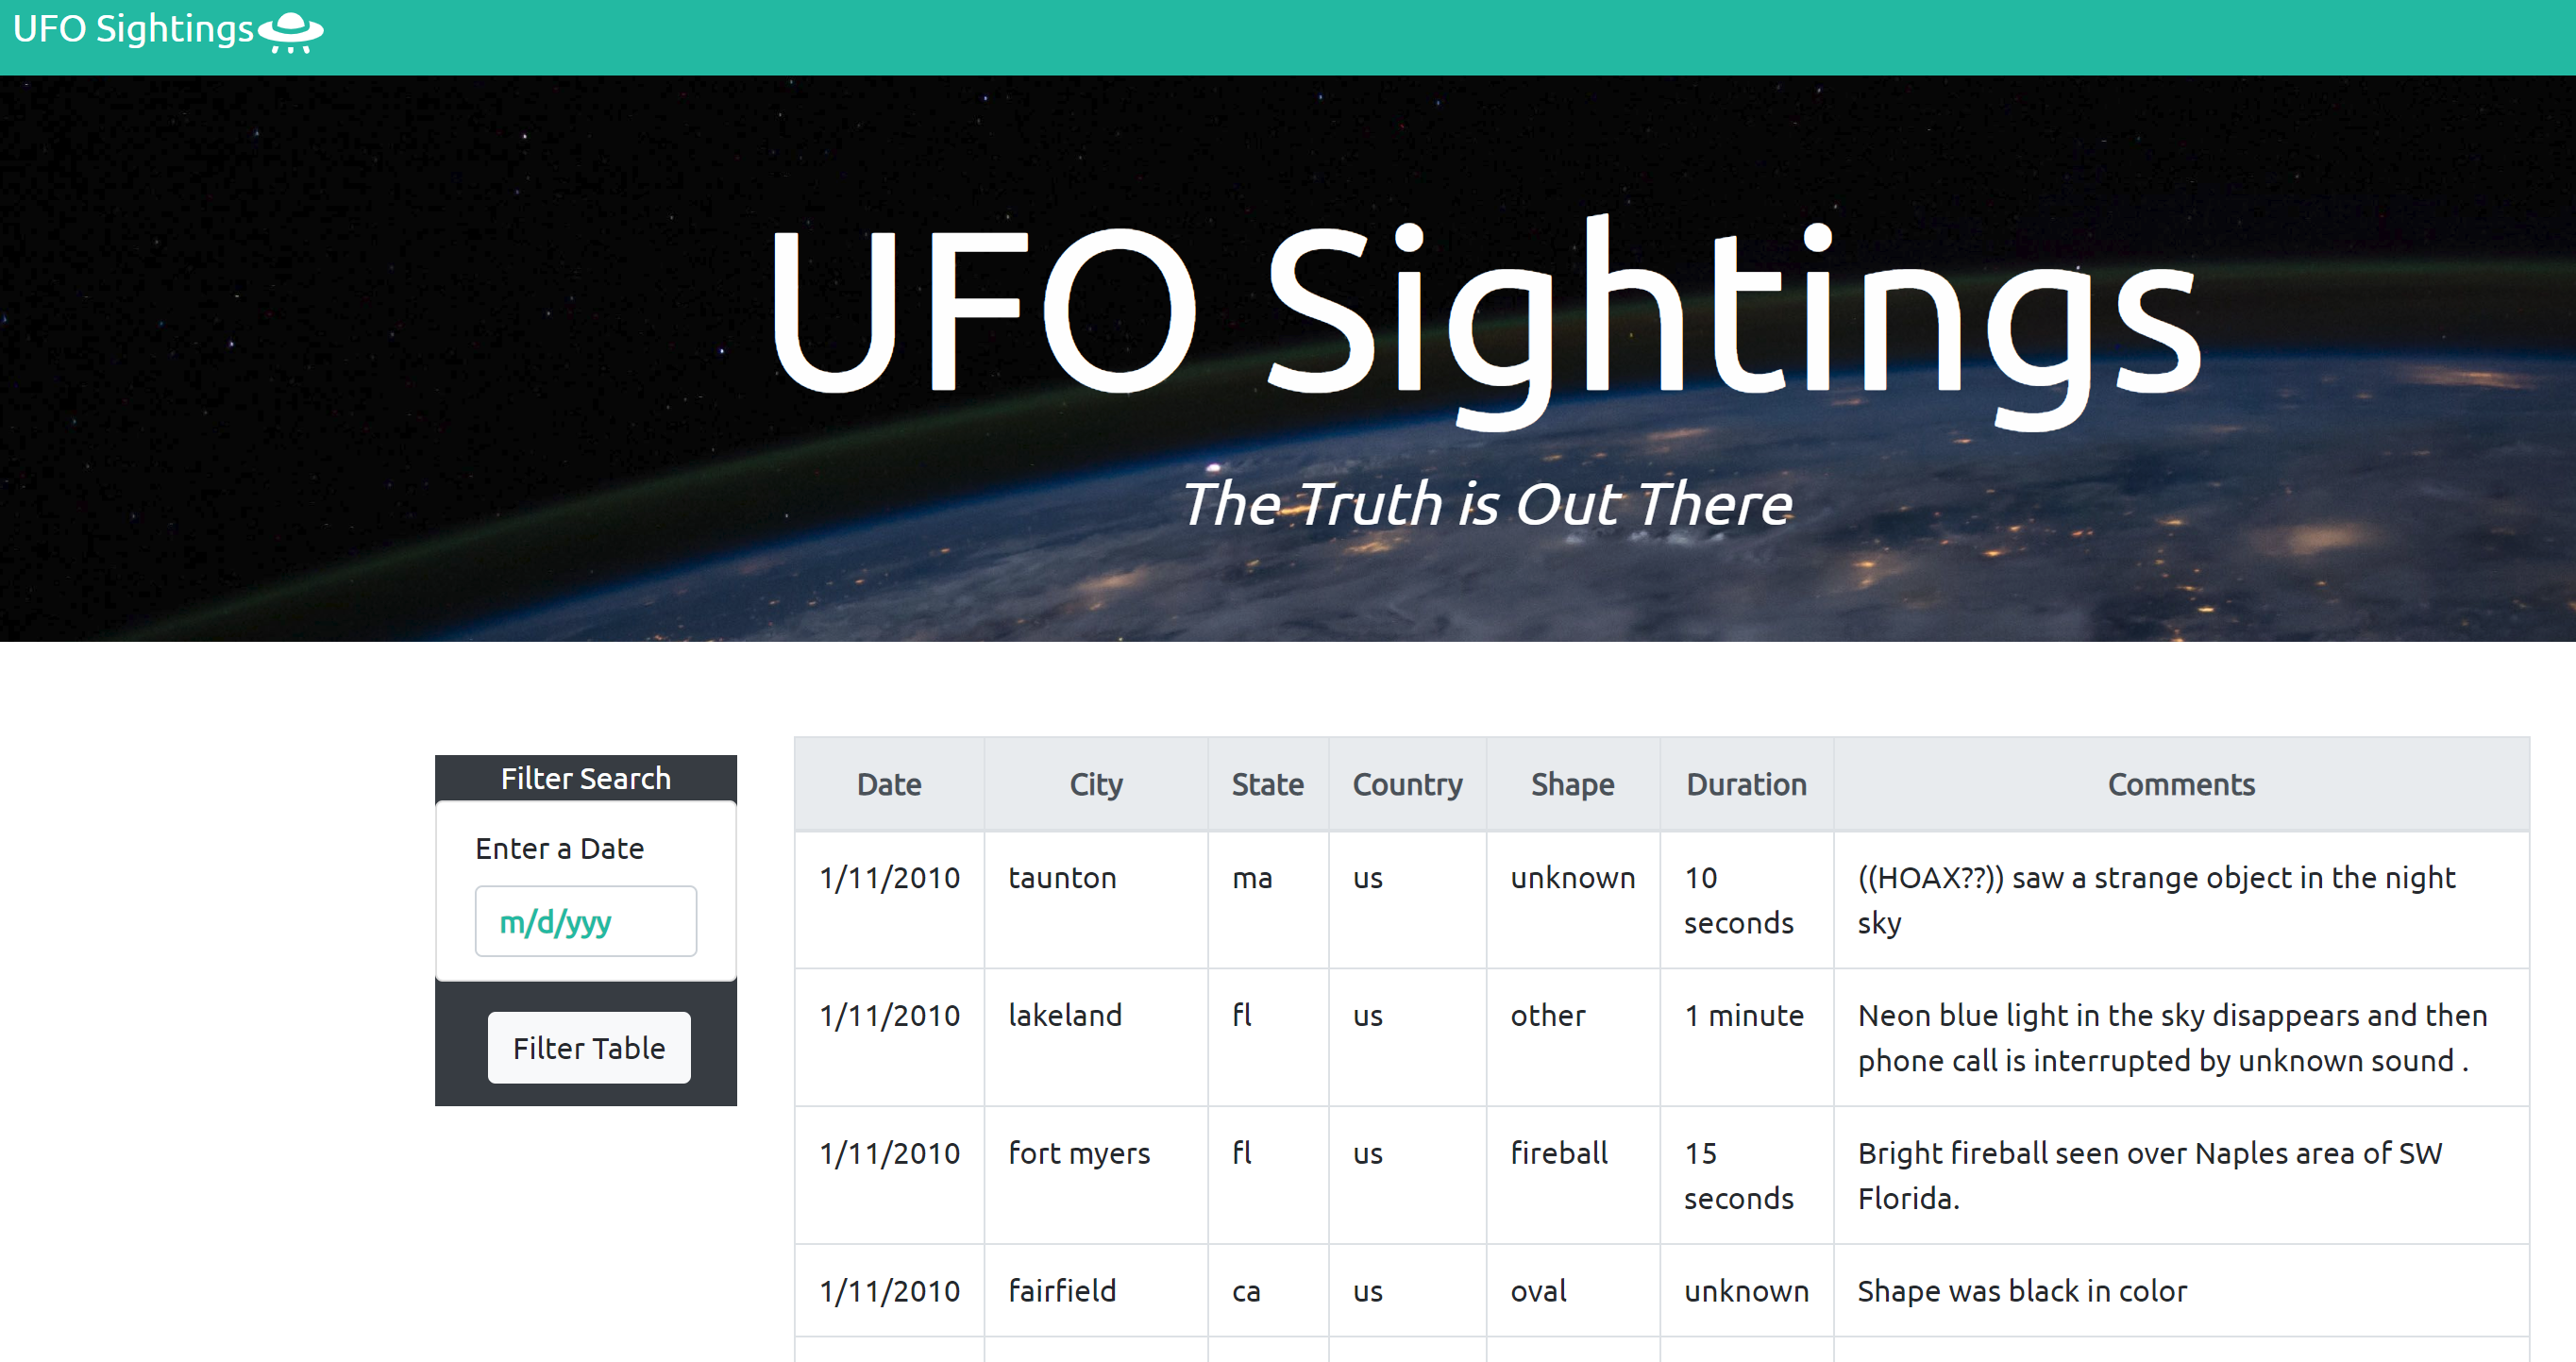 UFO Sightings
UFO Sightings
The Truth is Out There
Filter Search
Enter a Date
m/d/yyy
Filter Table
Date City State Country Shape Duration Comments
1/11/2010 taunton ma us unknown 10 seconds ((HOAX??)) saw a strange object in the night sky
1/11/2010 lakeland fl us other 1 minute Neon blue light in the sky disappears and then phone call is interrupted by unknown sound .
1/11/2010 fort myers fl us fireball 15 seconds Bright fireball seen over Naples area of SW Florida.
1/11/2010 fairfield ca us oval unknown Shape was black in color